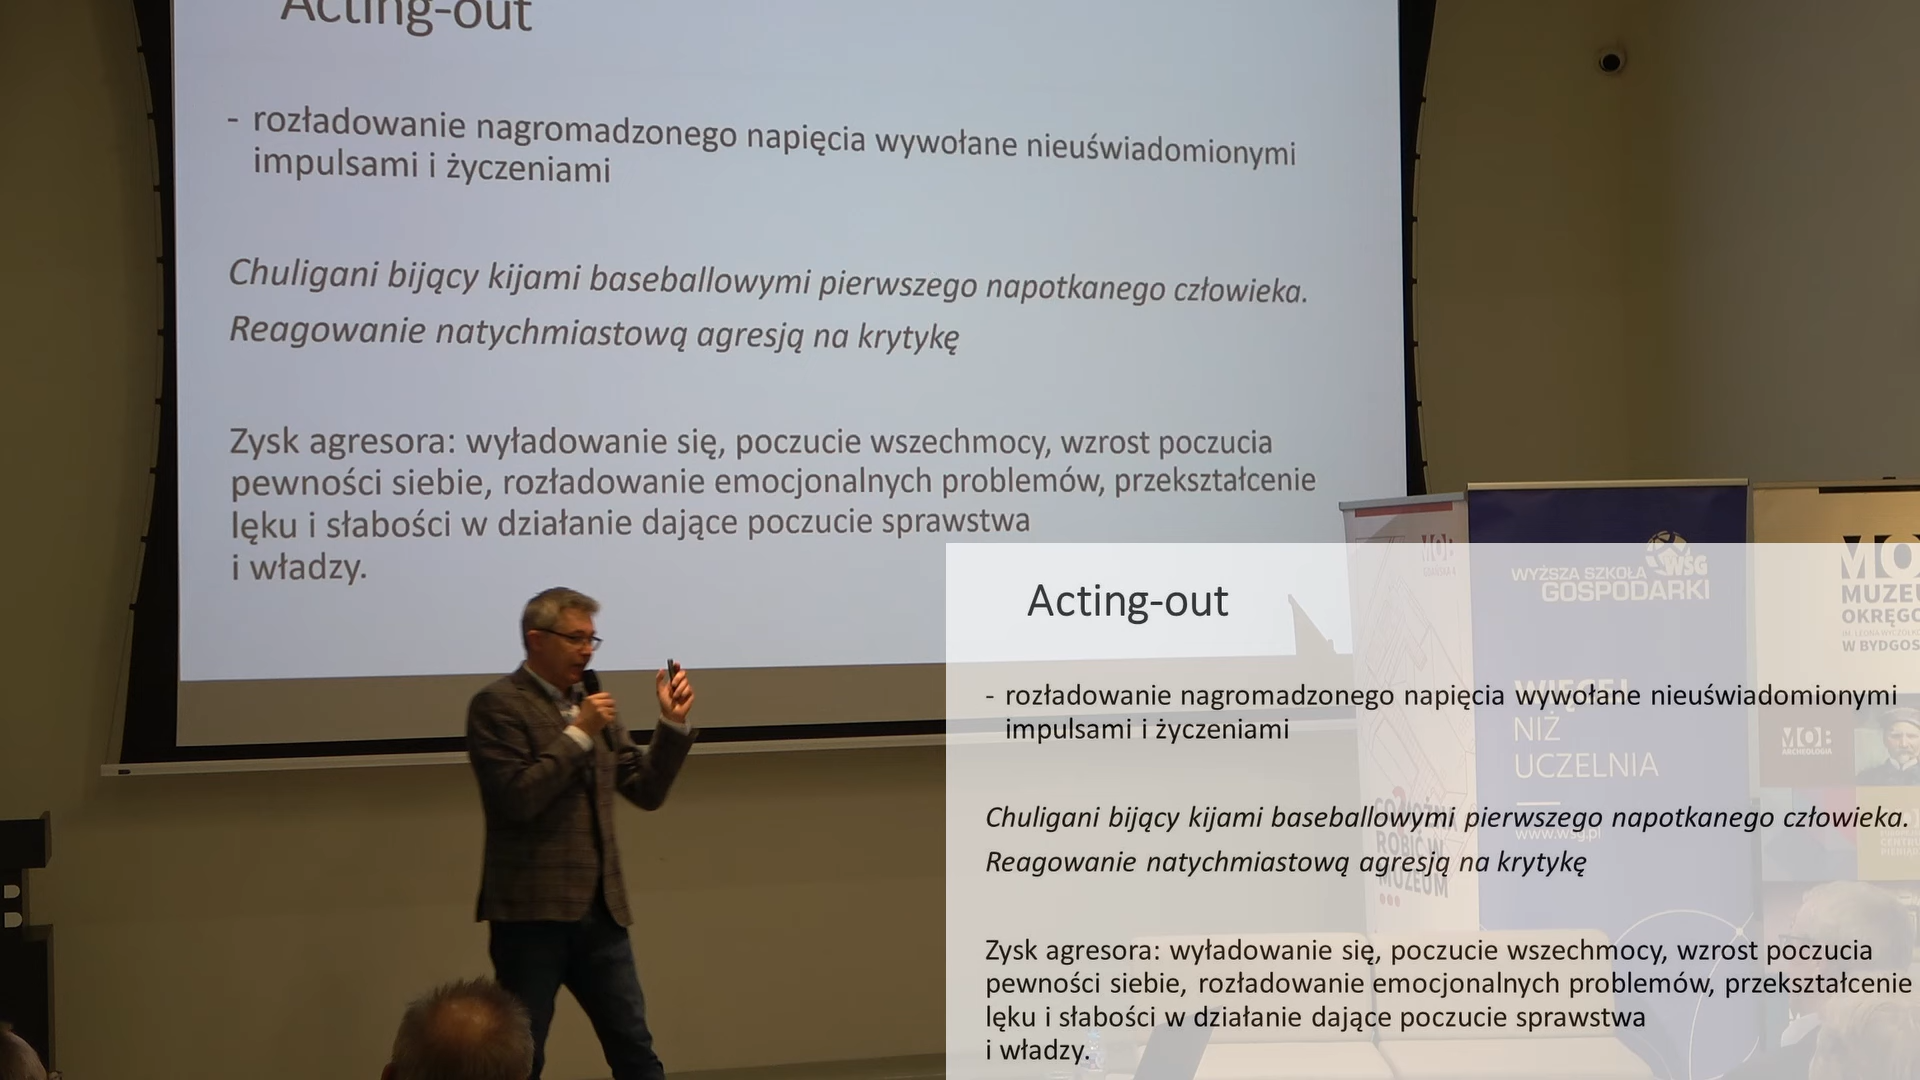 Acting-out
- rozładowanie nagromadzonego napięcia wywołane nieuświadomionymi
impulsami i życzeniami
Chuligani bijący kijami baseballowymi pierwszego napotkanego człowieka.
Reagowanie natychmiastową agresją na krytykę
Zysk agresora: wyładowanie się, poczucie wszechmocy, wzrost poczucia
pewności siebie, rozładowanie emocjonalnych problemów, przekształcenie
lęku i słabości w działanie dające poczucie sprawstwa
i władzy.
WYŻSZA SZKOŁA WSG
GOSPODARKI
WIĘCEJ
NIŻ
UCZELNIA
www.wsg.pl
MUZEU
OKRĘGO
W BYDGOS
MOB
ARCHEOLOGIA
ROBIĆ W
MUZEUM
Acting-out
- rozładowanie nagromadzonego napięcia wywołane nieuświadomionymi
impulsami i życzeniami
Chuligani bijący kijami baseballowymi pierwszego napotkanego człowieka.
Reagowanie natychmiastową agresją na krytykę
Zysk agresora: wyładowanie się, poczucie wszechmocy, wzrost poczucia
pewności siebie, rozładowanie emocjonalnych problemów, przekształcenie
lęku i słabości w działanie dające poczucie sprawstwa
i władzy.